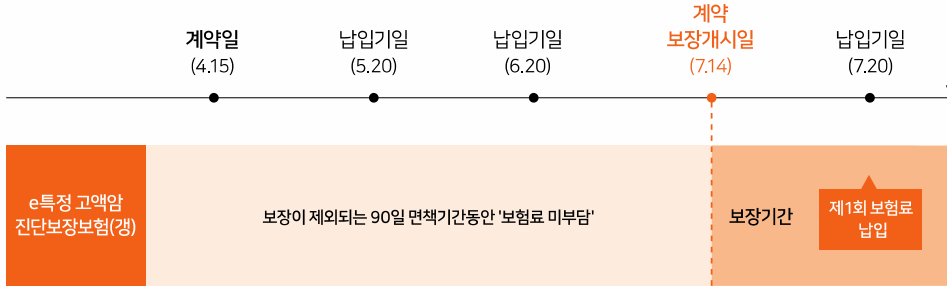 계약일
(4.15)
납입기일
(5.20)
납입기일
(6.20)
계약
보장개시일
(7.14)
납입기일
(7.20)
e특정 고액암
진단보장보험(갱)
보장이 제외되는 90일 면책기간동안 '보험료 미부담'
보장기간
제1회 보험료
납입